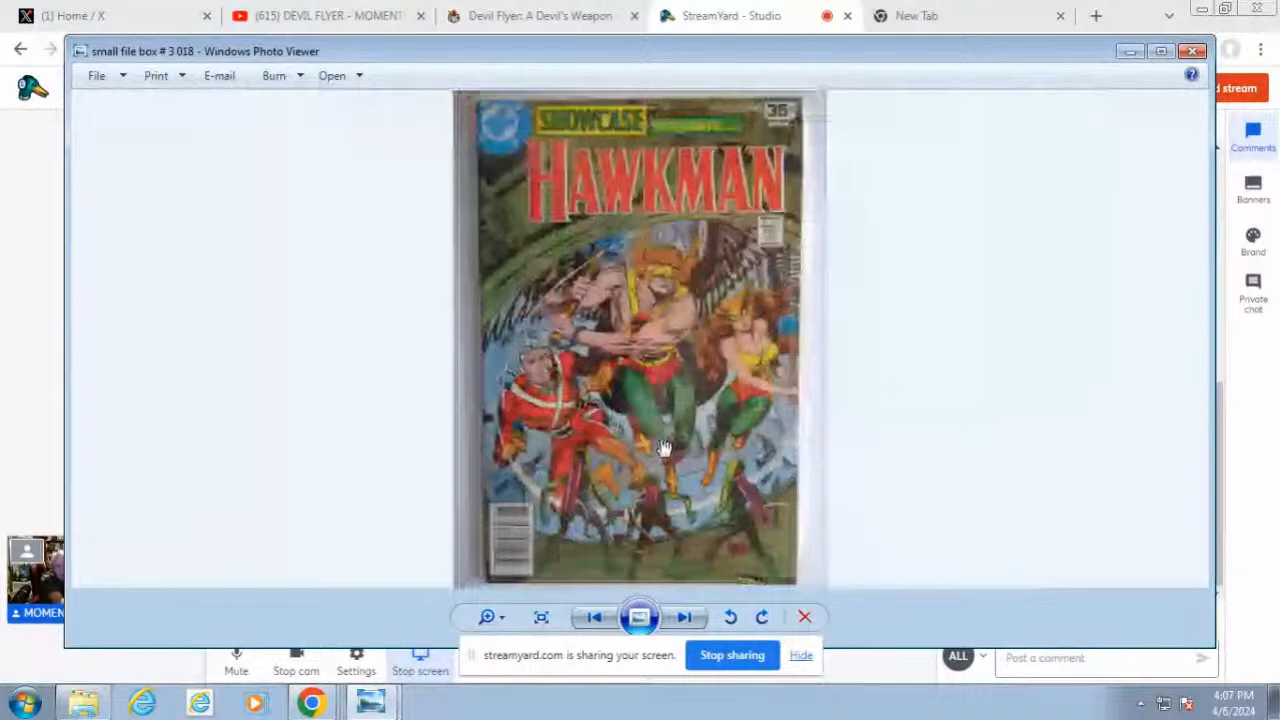 (1) Home / X
(615) DEVIL FLYER - MOMENT
Devil Flyer: A Devil's Weapon
StreamYard - Studio
New Tab
small file box # 3 018 - Windows Photo Viewer
File
Print
E-mail
Burn
Open
d stream
SHOWCASE
HAWKMAN
Comments
Banners
Brand
Private
chat
MOMEN
streamyard.com is sharing your screen.
Stop sharing
Hide
Mute
Stop cam
Settings
Stop screen
ALL
Post a comment
4:07 PM
4/6/2024